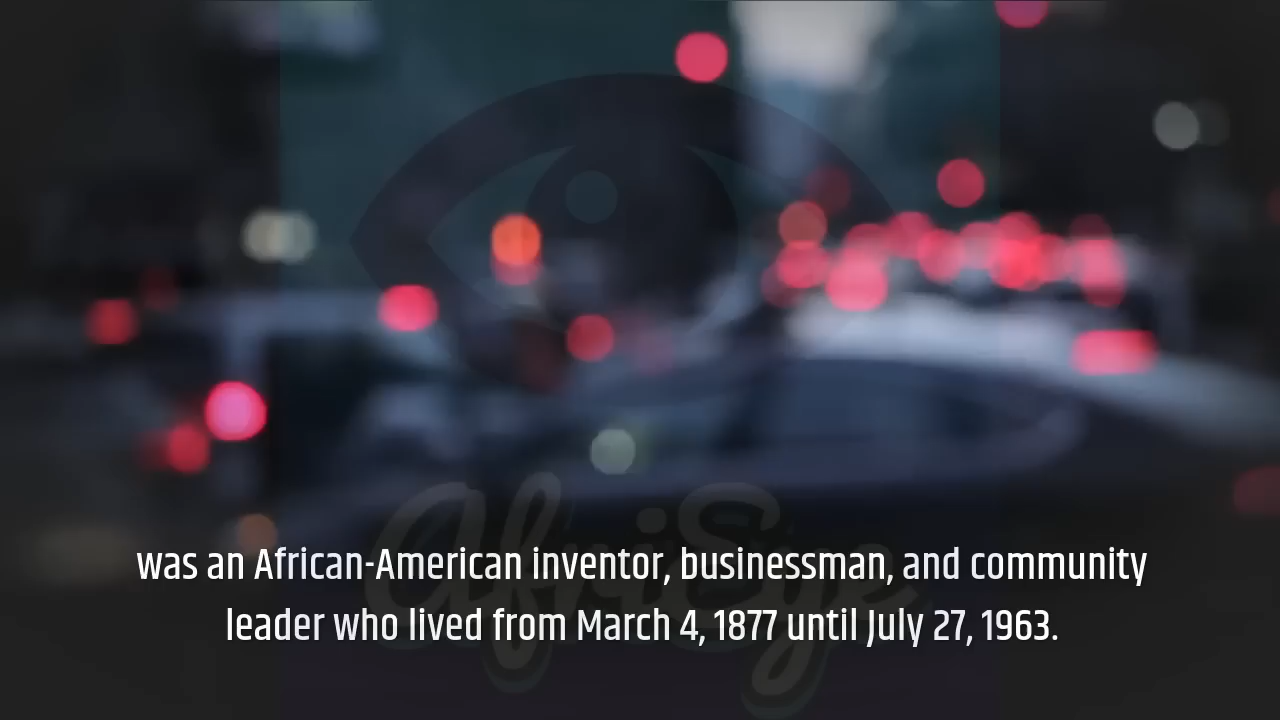 AfriEye
was an African-American inventor, businessman, and community
leader who lived from March 4, 1877 until July 27, 1963.